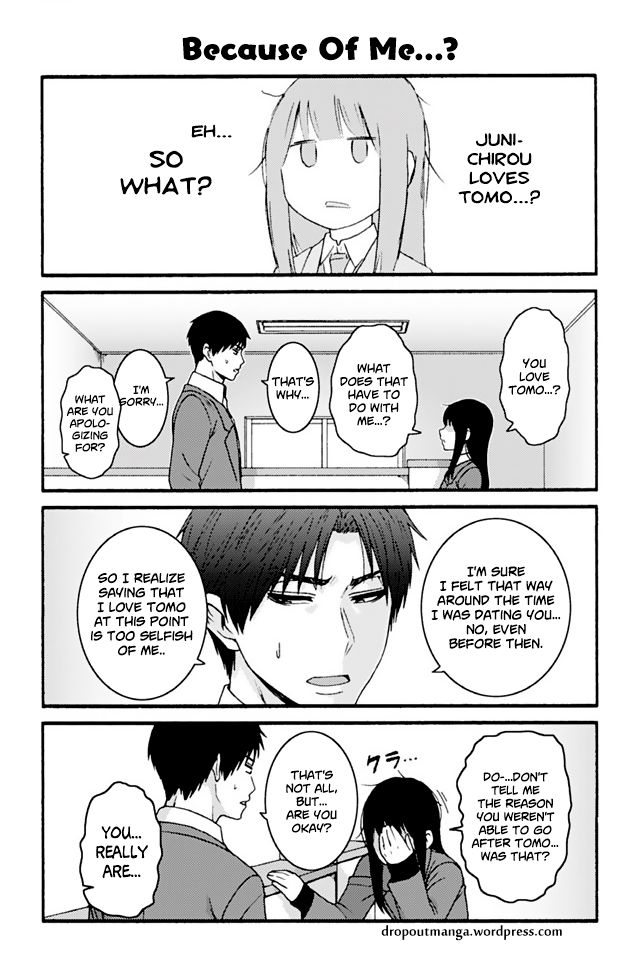 Because Of Me...?
JUNI-
CHIROU
LOVES
TOMO...?
EH...
SO
WHAT?
YOU
LOVE
TOMO...?
WHAT
DOES THAT
HAVE TO
DO WITH
ME...?
THAT'S
WHY...
I'M
SORRY...
WHAT
ARE YOU
APOLO-
GIZING
FOR?
I'M SURE
I FELT THAT WAY
AROUND THE TIME
I WAS DATING YOU...
NO, EVEN
BEFORE THEN.
SO I REALIZE
SAYING THAT
I LOVE TOMO
AT THIS POINT
IS TOO SELFISH
OF ME..
DO-...DON'T
TELL ME
THE REASON
YOU WEREN'T
ABLE TO GO
AFTER TOMO...
WAS THAT?
クラ…
THAT'S
NOT ALL,
BUT...
ARE YOU
OKAY?
YOU...
REALLY
ARE...
dropoutmanga.wordpress.com